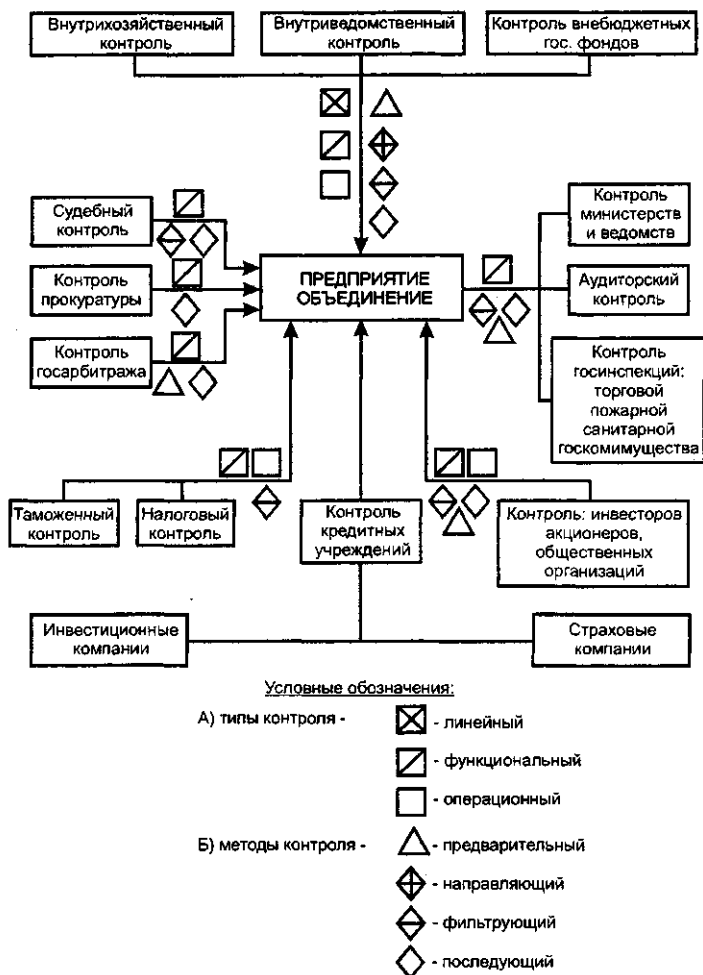 Внутрихозяйственный
контроль
Внутриведомственный
контроль
Контроль внебюджетных
гос. фондов
Судебный
контроль
Контроль
прокуратуры
Контроль
госарбитража
ПРЕДПРИЯТИЕ
ОБЪЕДИНЕНИЕ
Контроль
министерств
и ведомств
Аудиторский
контроль
Контроль
госинспекций:
торговой
пожарной
санитарной
госкомимущества
Таможенный
контроль
Налоговый
контроль
Контроль
кредитных
учреждений
Контроль: инвесторов
акционеров,
общественных
организаций
Инвестиционные
компании
Страховые
компании
Условные обозначения:
А) типы контроля -
- линейный
- функциональный
- операционный
Б) методы контроля -
- предварительный
- направляющий
- фильтрующий
- последующий